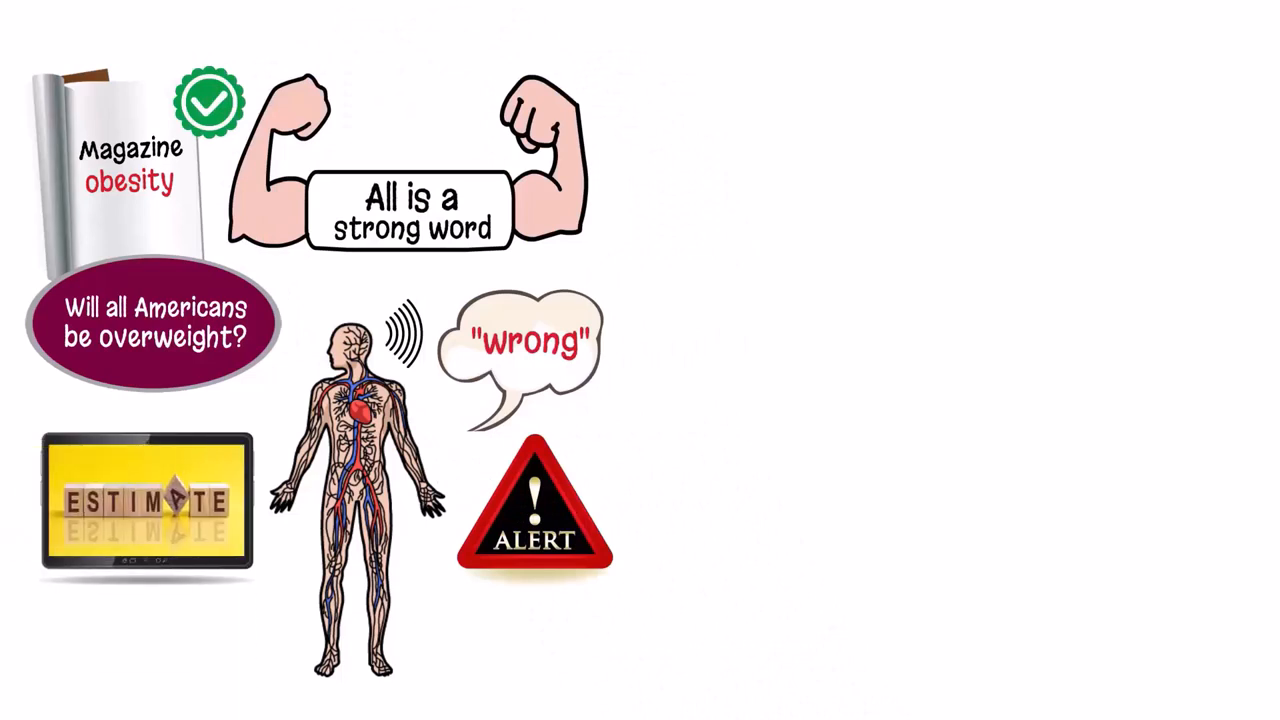 Magazine
obesity
All is a
strong word
Will all Americans
be overweight?
"wrong"
ESTIMATE
!
ALERT